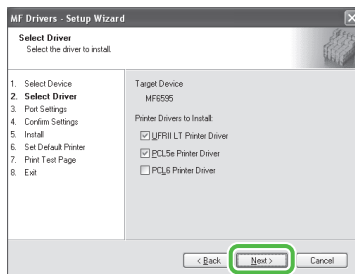 MF Drivers - Setup Wizard
Select Driver
Select the driver to install.
1. Select Device
2. Select Driver
3. Port Settings
4. Confirm Settings
5. Install
6. Set Default Printer
7. Print Test Page
8. Exit
Target Device
MF6595
Printer Drivers to Install:
UFRII LT Printer Driver
PCL5e Printer Driver
PCL6 Printer Driver
< Back
Next >
Cancel